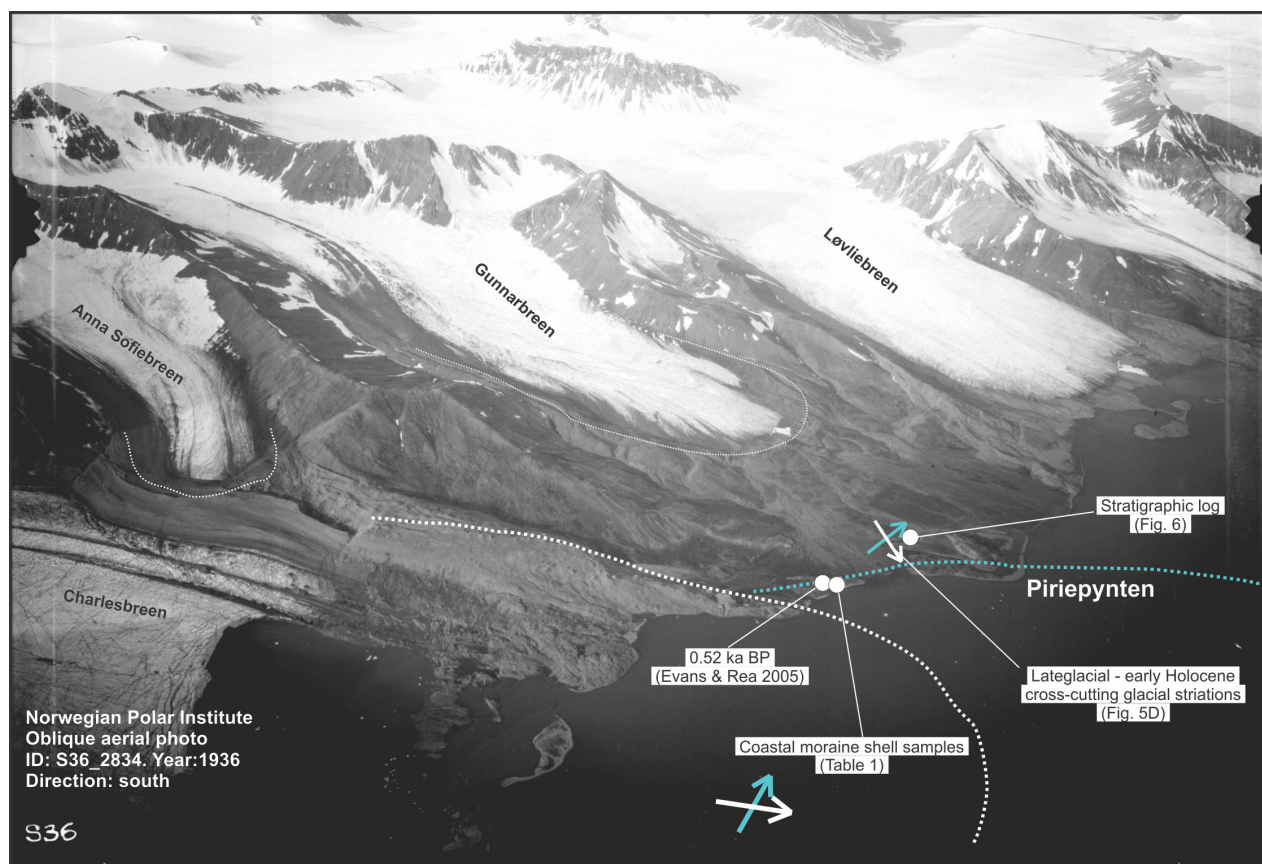 Løvliebreen
Gunnarbreen
Anna Sofiebreen
Stratigraphic log
(Fig. 6)
Piriepynten
Charlesbreen
0.52 ka BP
(Evans & Rea 2005)
Lateglacial - early Holocene
cross-cutting glacial striations
(Fig. 5D)
Norwegian Polar Institute
Oblique aerial photo
ID: S36_2834. Year:1936
Direction: south
Coastal moraine shell samples
(Table 1)
S36